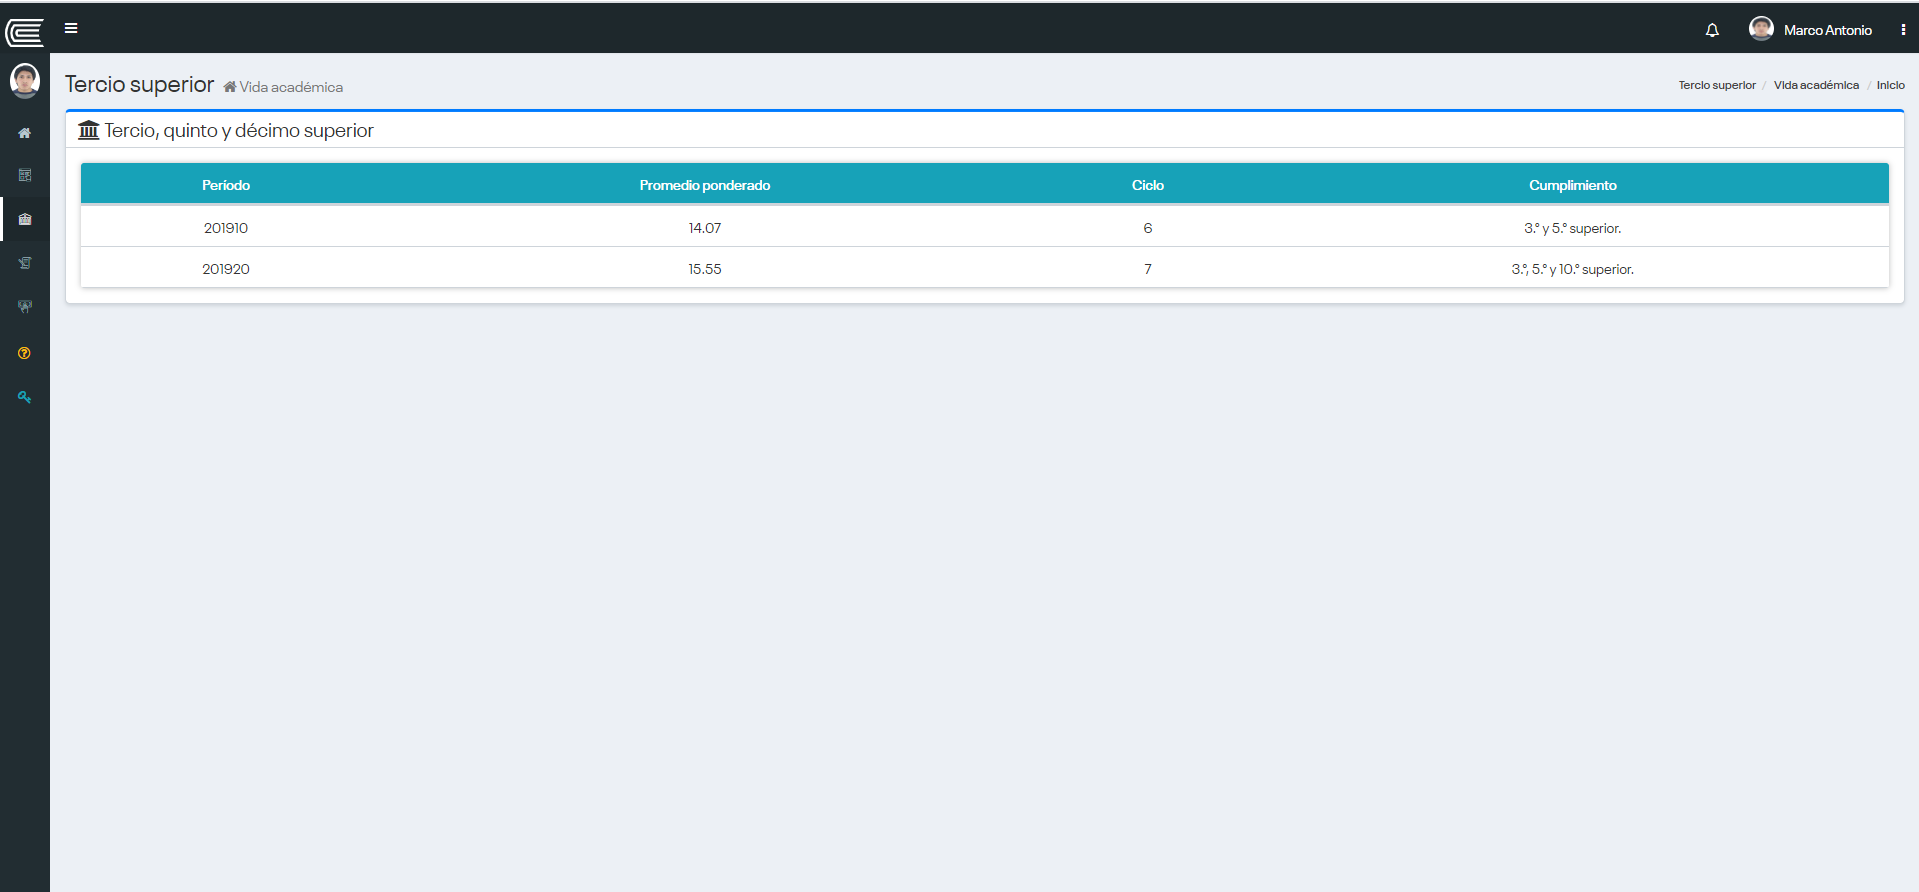 Marco Antonio
Tercio superior Vida académica
Tercio superior / Vida académica / Inicio
Tercio, quinto y décimo superior
Período Promedio ponderado Ciclo Cumplimiento
201910 14.07 6 3.° y 5.° superior.
201920 15.55 7 3.°, 5.° y 10.° superior.